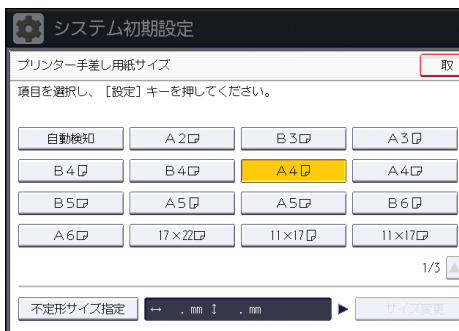 システム初期設定
プリンター手差し用紙サイズ
取
項目を選択し、［設定］キーを押してください。
自動検知 A2 B3 A3
B4 B4 A4 A4
B5 A5 A5 B6
A6 17×22 11×17 11×17
1/3
不定形サイズ指定 ↔ . mm ↕ . mm ▶ サイズ変更